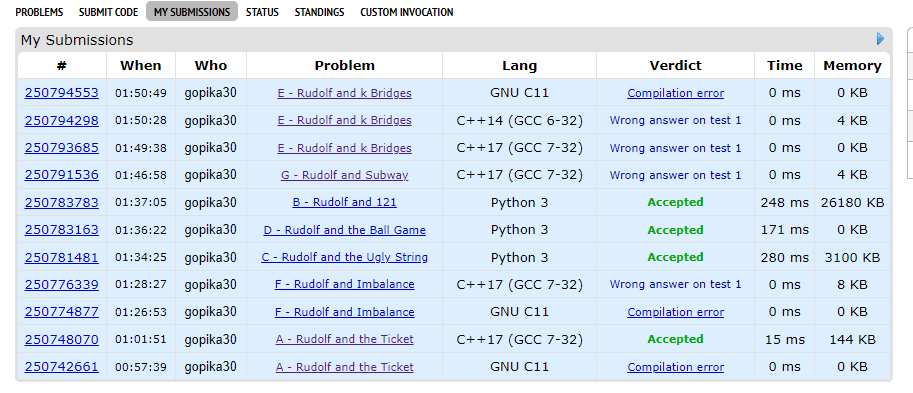 PROBLEMS SUBMIT CODE MY SUBMISSIONS STATUS STANDINGS CUSTOM INVOCATION
My Submissions
# When Who Problem Lang Verdict Time Memory
250794553 01:50:49 gopika30 E - Rudolf and k Bridges GNU C11 Compilation error 0 ms 0 KB
250794298 01:50:28 gopika30 E - Rudolf and k Bridges C++14 (GCC 6-32) Wrong answer on test 1 0 ms 4 KB
250793685 01:49:38 gopika30 E - Rudolf and k Bridges C++17 (GCC 7-32) Wrong answer on test 1 0 ms 0 KB
250791536 01:46:58 gopika30 G - Rudolf and Subway C++17 (GCC 7-32) Wrong answer on test 1 0 ms 4 KB
250783783 01:37:05 gopika30 B - Rudolf and 121 Python 3 Accepted 248 ms 26180 KB
250783163 01:36:22 gopika30 D - Rudolf and the Ball Game Python 3 Accepted 171 ms 0 KB
250781481 01:34:25 gopika30 C - Rudolf and the Ugly String Python 3 Accepted 280 ms 3100 KB
250776339 01:28:27 gopika30 F - Rudolf and Imbalance C++17 (GCC 7-32) Wrong answer on test 1 0 ms 8 KB
250774877 01:26:53 gopika30 F - Rudolf and Imbalance GNU C11 Compilation error 0 ms 0 KB
250748070 01:01:51 gopika30 A - Rudolf and the Ticket C++17 (GCC 7-32) Accepted 15 ms 144 KB
250742661 00:57:39 gopika30 A - Rudolf and the Ticket GNU C11 Compilation error 0 ms 0 KB